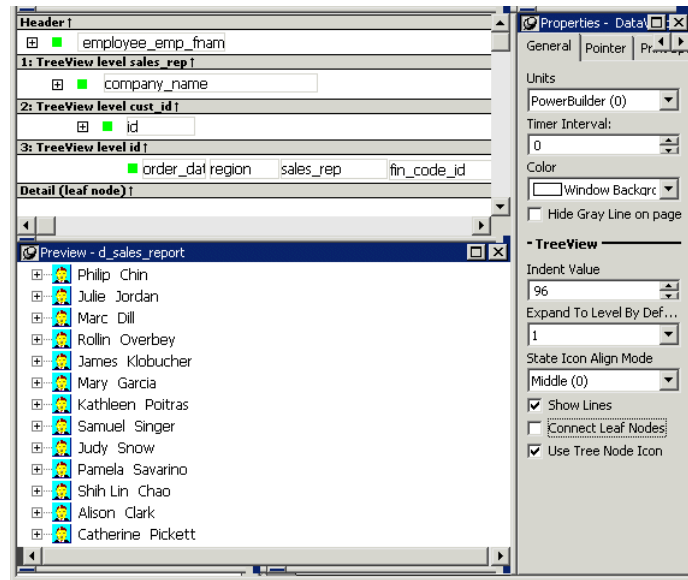 Header ↑
employee_emp_fnam
1: TreeView level sales_rep ↑
company_name
2: TreeView level cust_id ↑
id
3: TreeView level id ↑
order_dat region sales_rep fin_code_id
Detail (leaf node) ↑
Preview - d_sales_report
Philip Chin
Julie Jordan
Marc Dill
Rollin Overbey
James Klobucher
Mary Garcia
Kathleen Poitras
Samuel Singer
Judy Snow
Pamela Savarino
Shih Lin Chao
Alison Clark
Catherine Pickett
Properties - Data
General Pointer
Units
PowerBuilder (0)
Timer Interval:
0
Color
Window Backgrc
Hide Gray Line on page
- TreeView
Indent Value
96
Expand To Level By Def...
1
State Icon Align Mode
Middle (0)
Show Lines
Connect Leaf Nodes
Use Tree Node Icon